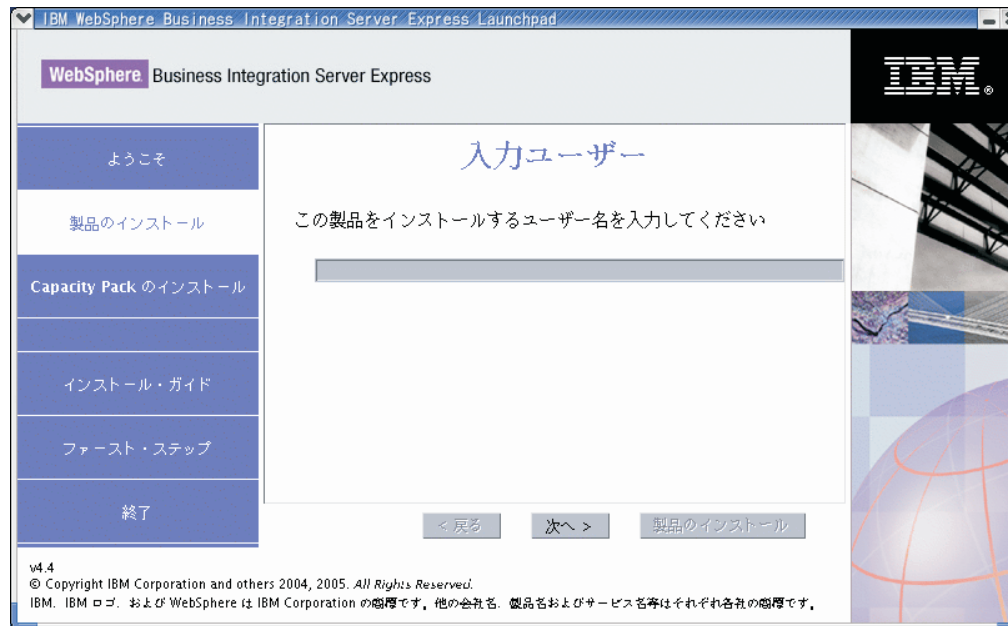 IBM WebSphere Business Integration Server Express Launchpad
WebSphere. Business Integration Server Express
IBM®
ようこそ
製品のインストール
Capacity Pack のインストール
インストール・ガイド
ファースト・ステップ
終了
入力ユーザー
この製品をインストールするユーザー名を入力してください
< 戻る
次へ >
製品のインストール
v4.4
© Copyright IBM Corporation and others 2004, 2005. All Rights Reserved.
IBM. IBM ロゴ. および WebSphere は IBM Corporation の商標です。他の会社名. 製品名およびサービス名等はそれぞれ各社の商標です。